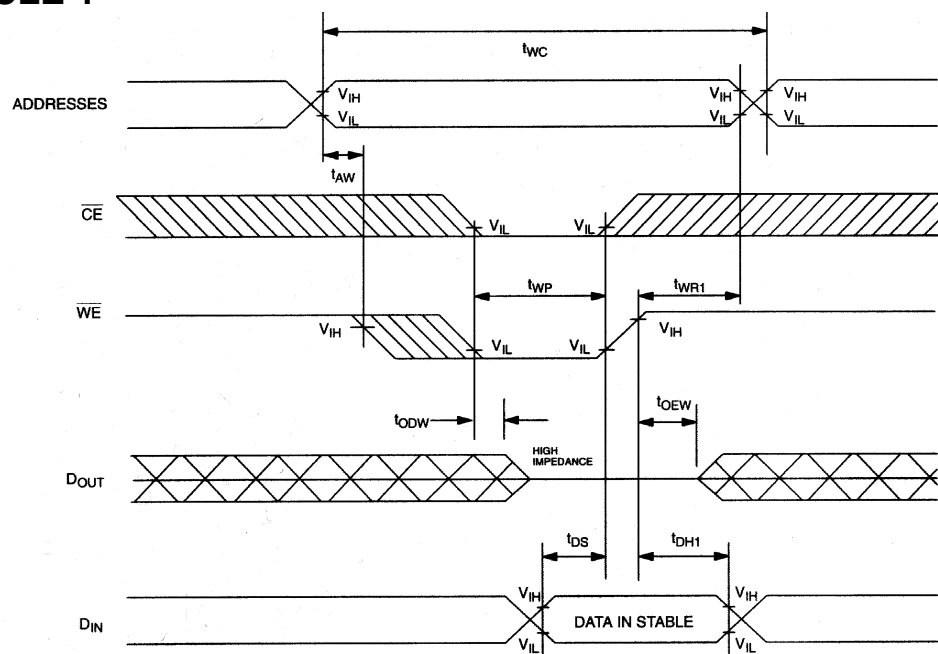 tWC
ADDRESSES
VIH
VIL
VIH
VIL
VIH
VIL
tAW
CE
VIL
VIL
tWP
tWR1
WE
VIH
VIL
VIL
VIH
tODW
tOEW
HIGH
IMPEDANCE
DOUT
tDS
tDH1
DIN
VIH
VIL
DATA IN STABLE
VIH
VIL